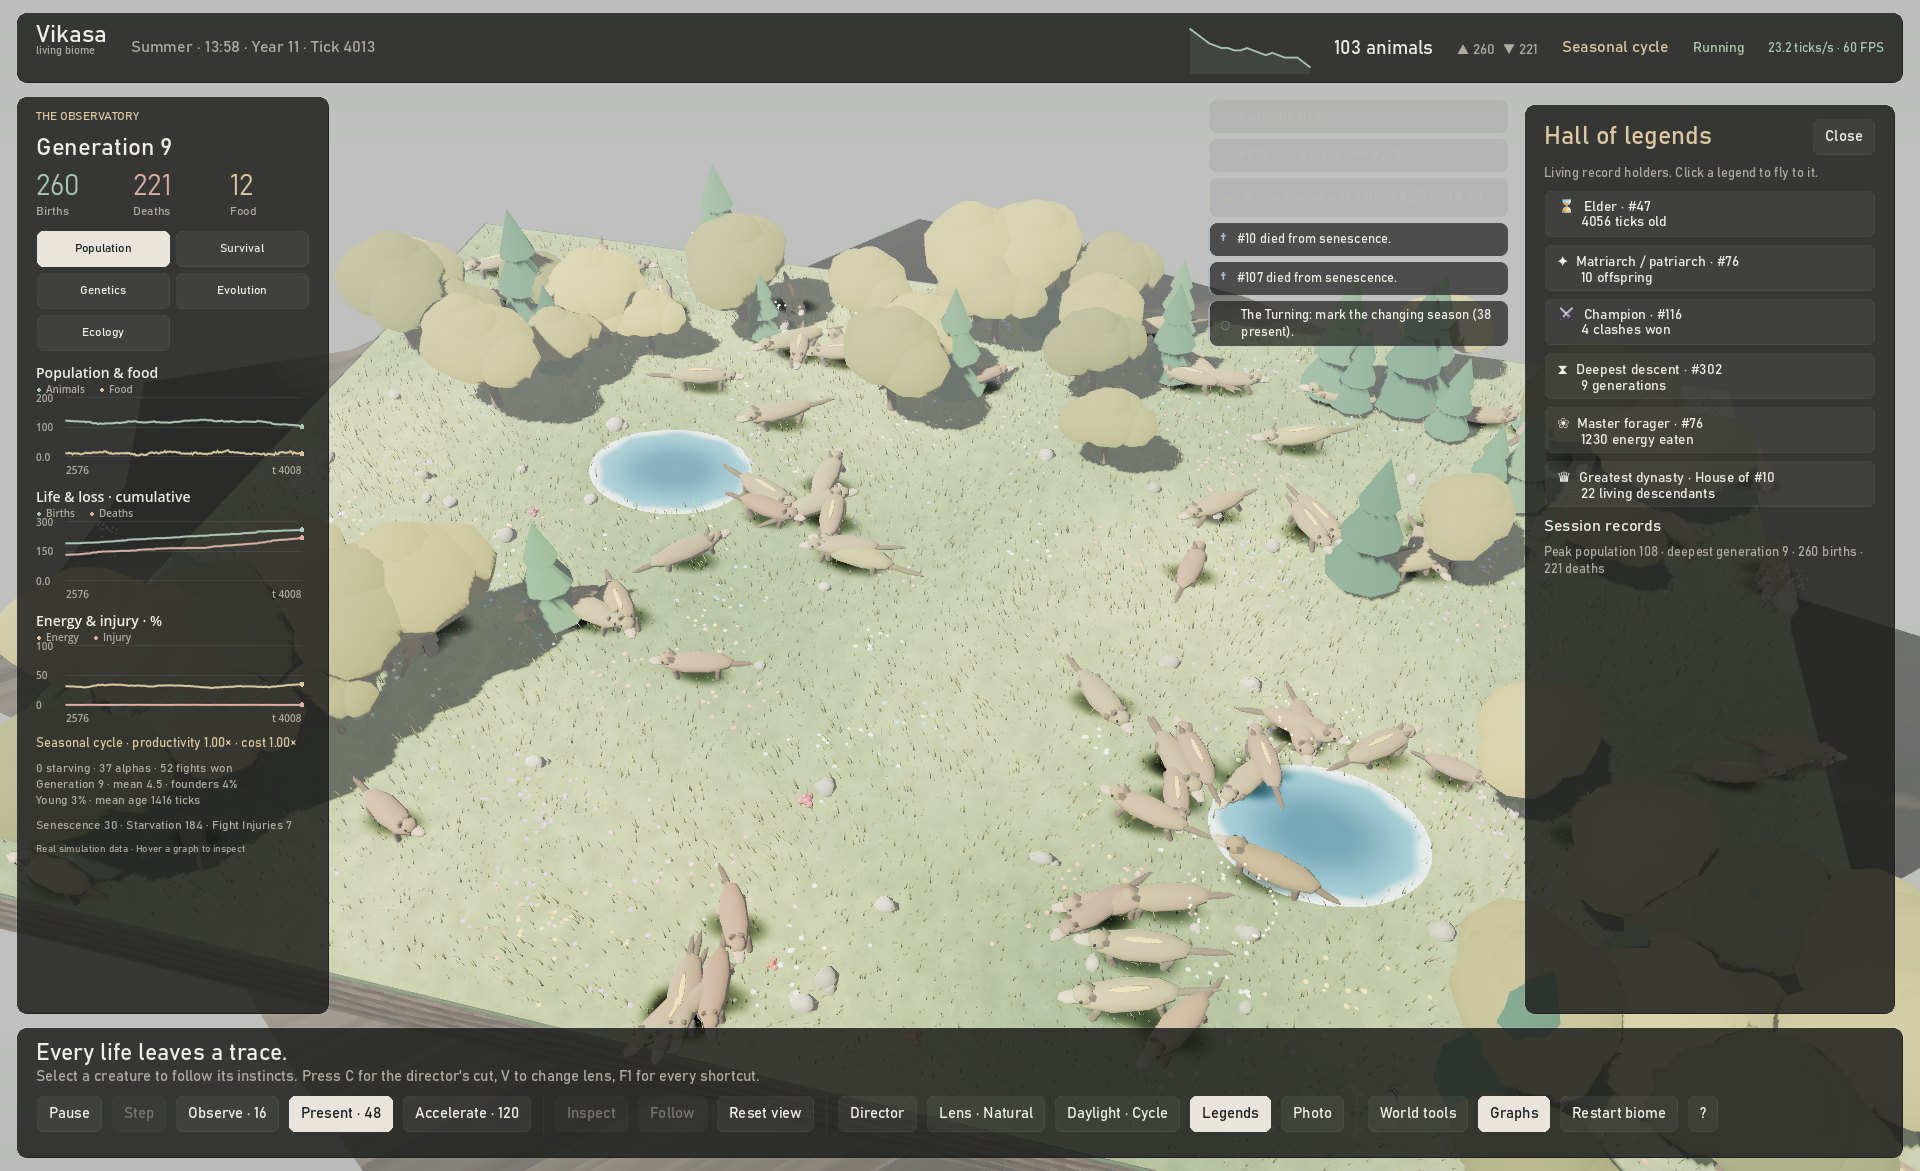 Vikasa
living biome
Summer · 13:58 · Year 11 · Tick 4013
103 animals
▲ 260 ▼ 221
Seasonal cycle
Running
23.2 ticks/s · 60 FPS
THE OBSERVATORY
Generation 9
260 221 12
Births Deaths Food
Population
Survival
Genetics
Evolution
Ecology
Population & food
Animals Food
200
100
0.0
2576 t 4008
Life & loss · cumulative
Births Deaths
300
150
0.0
2576 t 4008
Energy & injury · %
Energy Injury
100
50
0
2576 t 4008
Seasonal cycle · productivity 1.00× · cost 1.00×
0 starving · 37 alphas · 52 fights won
Generation 9 · mean 4.5 · founders 4%
Young 3% · mean age 1416 ticks
Senescence 30 · Starvation 184 · Fight Injuries 7
Real simulation data · Hover a graph to inspect
3 animals died.
#10 died from senescence.
#107 died from senescence.
The Turning: mark the changing season (38
present).
Hall of legends
Close
Living record holders. Click a legend to fly to it.
Elder · #47
4056 ticks old
Matriarch / patriarch · #76
10 offspring
Champion · #116
4 clashes won
Deepest descent · #302
9 generations
Master forager · #76
1230 energy eaten
Greatest dynasty · House of #10
22 living descendants
Session records
Peak population 108 · deepest generation 9 · 260 births ·
221 deaths
Every life leaves a trace.
Select a creature to follow its instincts. Press C for the director's cut, V to change lens, F1 for every shortcut.
Pause
Step
Observe · 16
Present · 48
Accelerate · 120
Inspect
Follow
Reset view
Director
Lens · Natural
Daylight · Cycle
Legends
Photo
World tools
Graphs
Restart biome
?